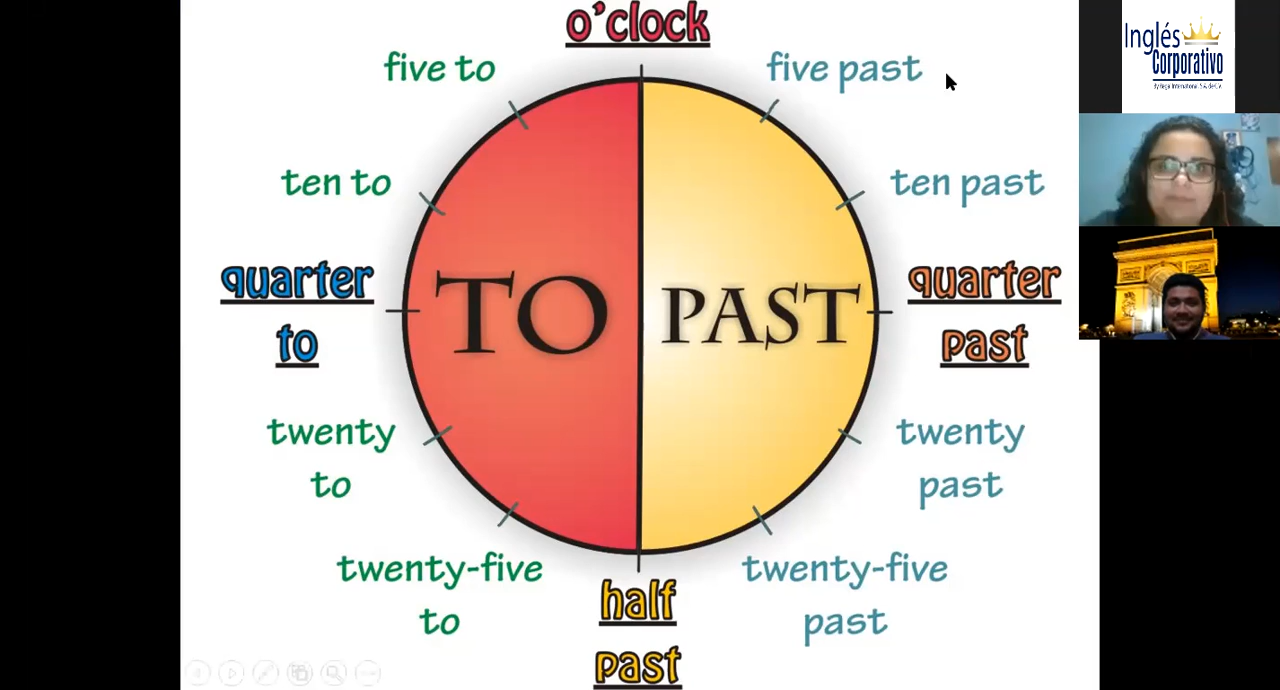 o'clock
five to
five past
ten to
ten past
quarter
to
quarter
past
TO
PAST
twenty
to
twenty
past
twenty-five
to
twenty-five
past
half
past
Inglés
Corporativo